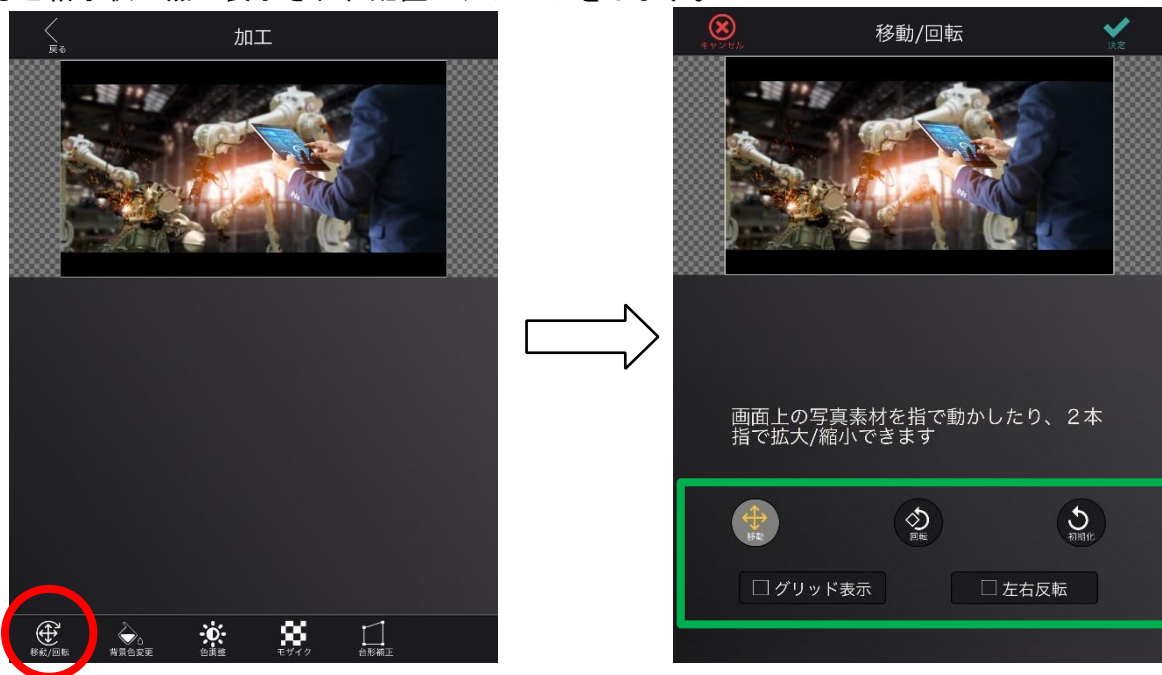 加工
戻る
移動/回転
背景色変更
色調整
モザイク
台形補正
キャンセル
移動/回転
決定
画面上の写真素材を指で動かしたり、２本
指で拡大/縮小できます
移動
回転
初期化
グリッド表示
左右反転